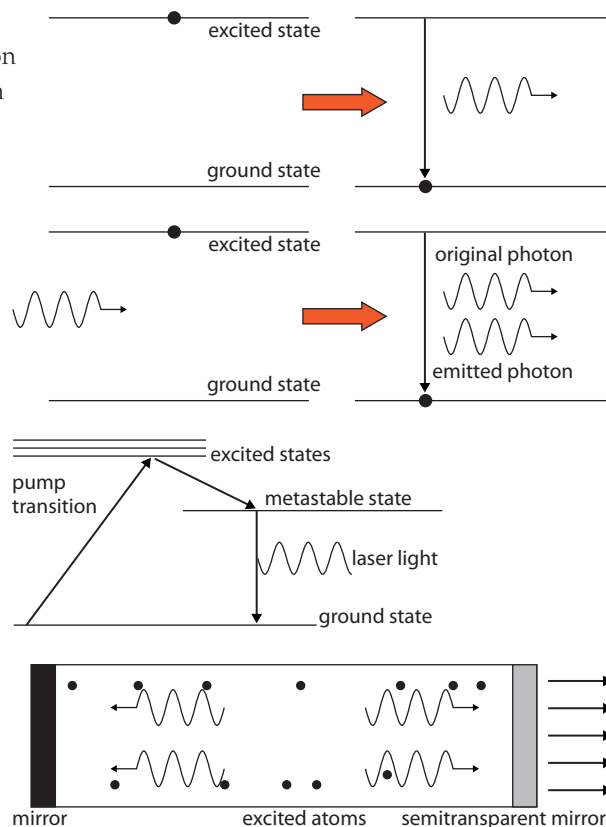 excited state
on
ground state
excited state
original photon
emitted photon
ground state
excited states
pump
transition
metastable state
laser light
ground state
mirror excited atoms semitransparent mirror